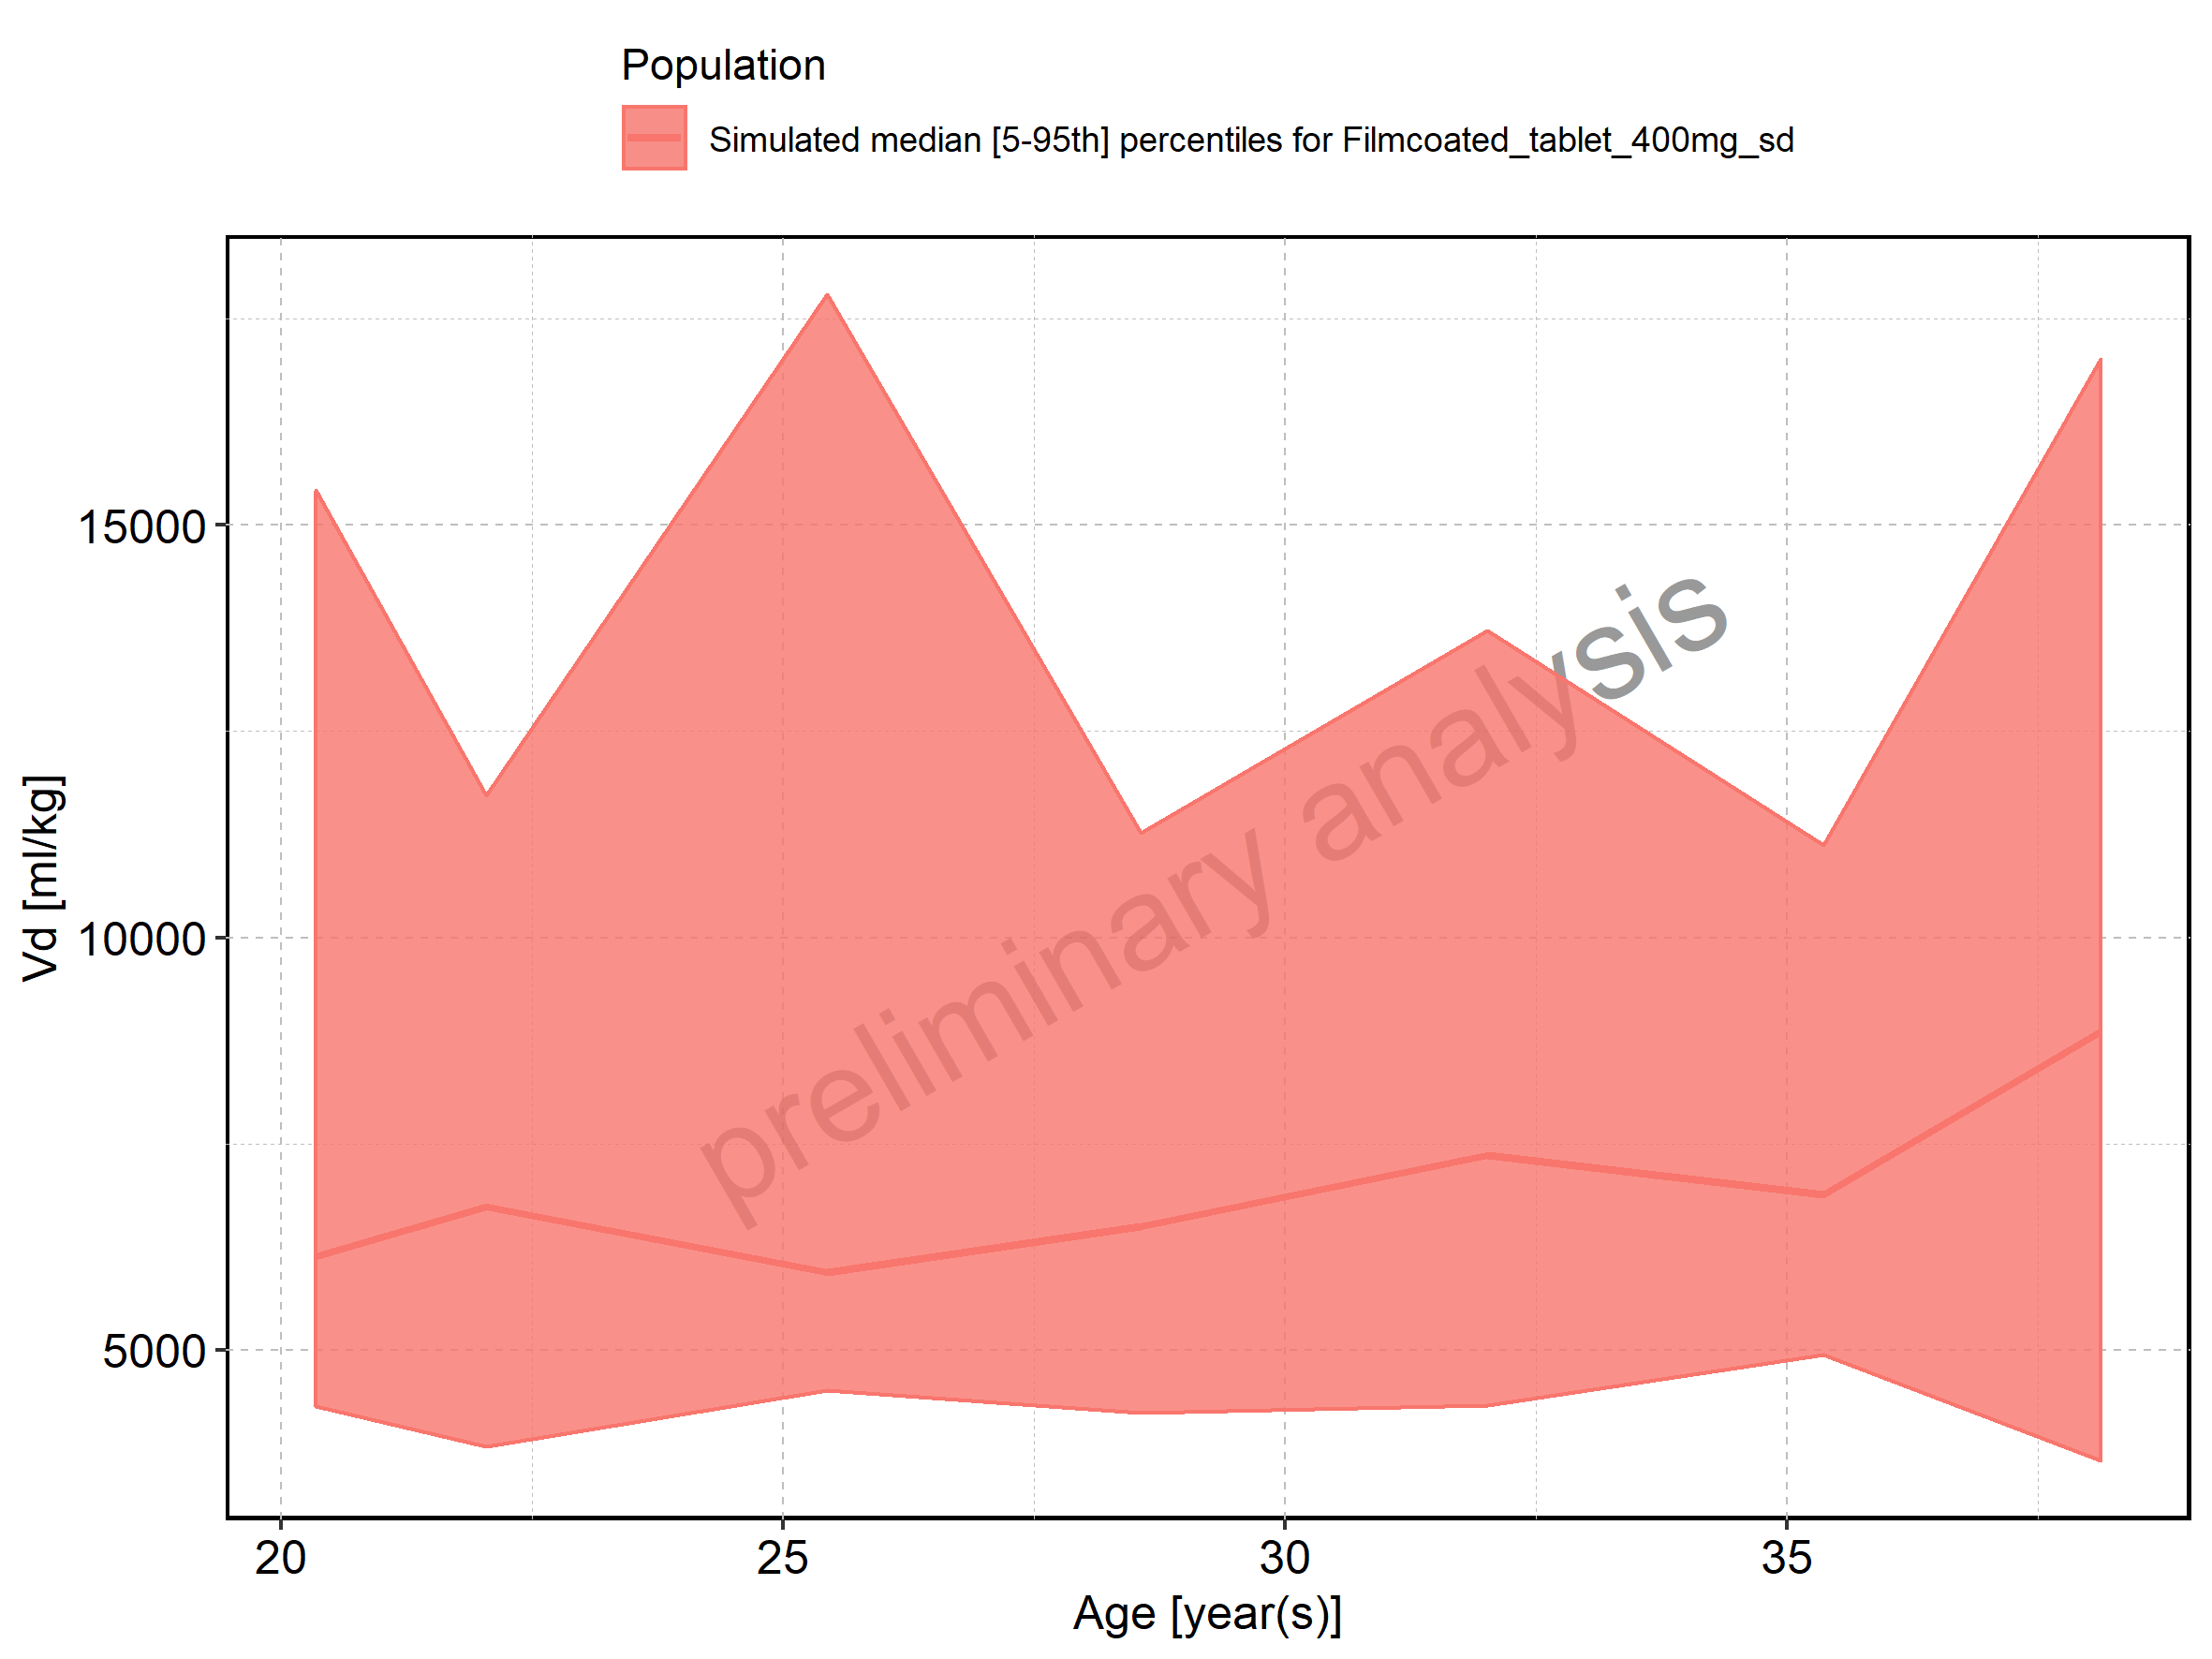 Population
Simulated median [5-95th] percentiles for Filmcoated_tablet_400mg_sd
15000
10000
5000
Vd [ml/kg]
preliminary analysis
20 25 30 35
Age [year(s)]